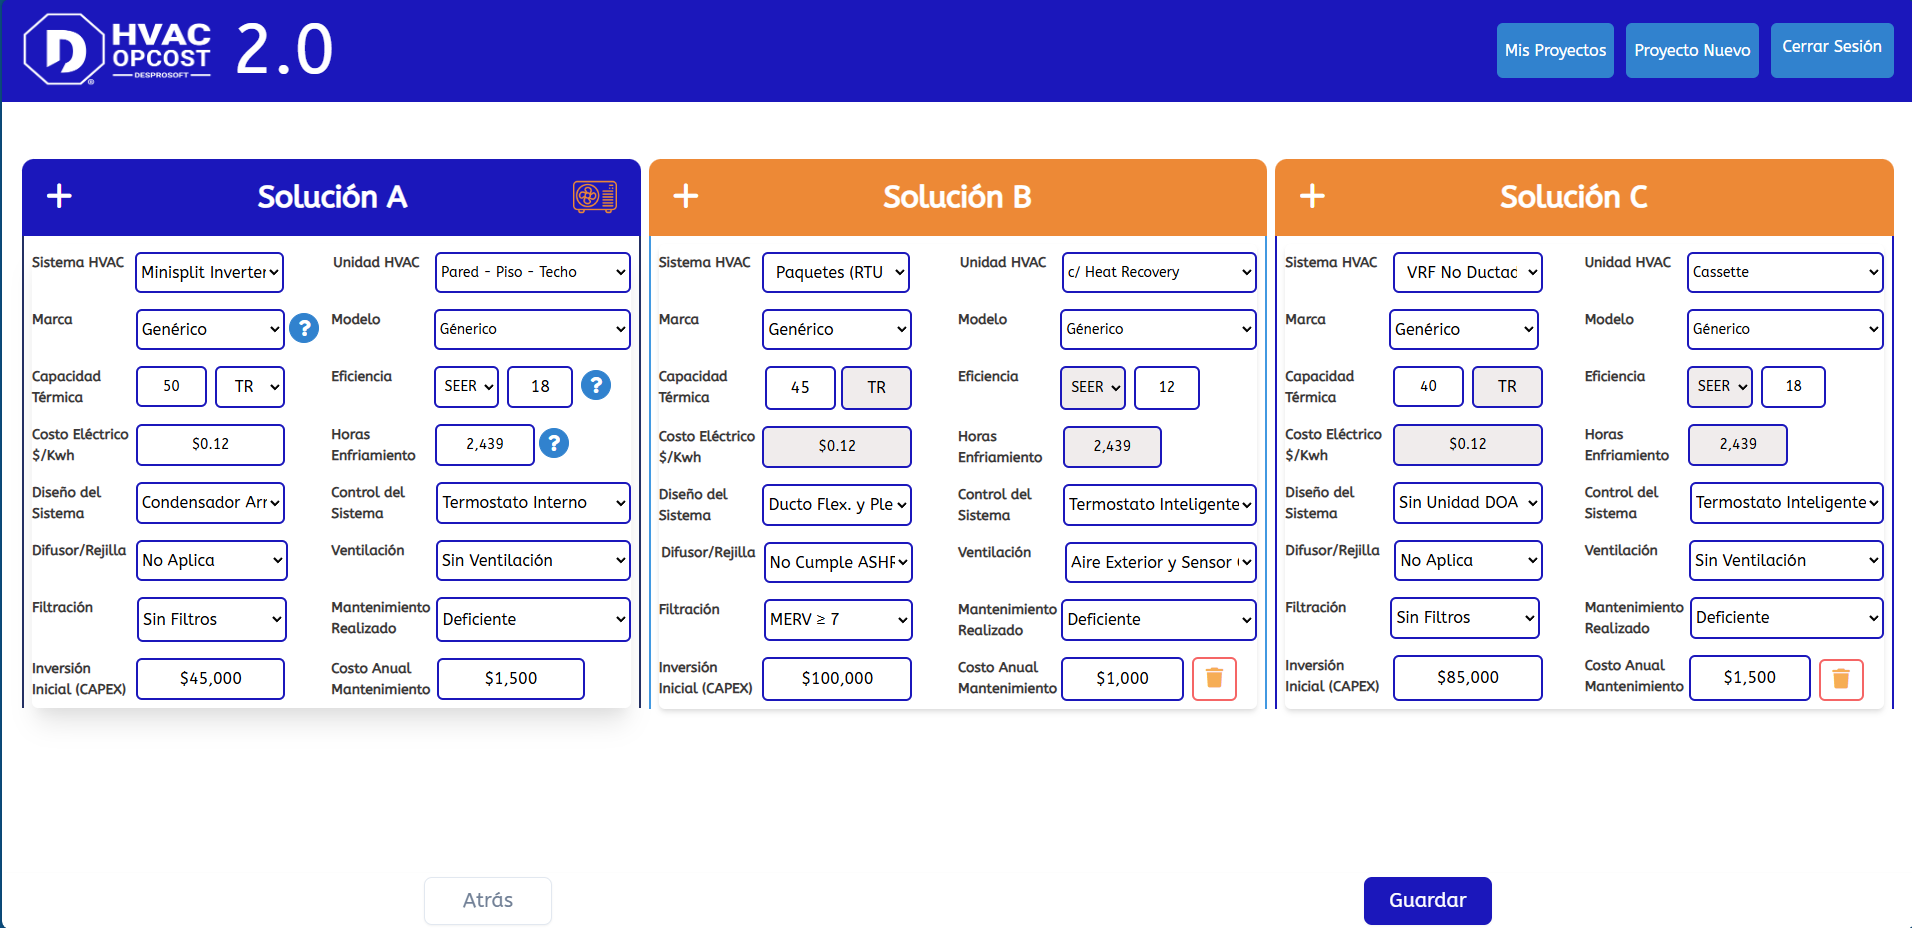 HVAC
OPCOST
DESPROSOFT
2.0
Mis Proyectos
Proyecto Nuevo
Cerrar Sesión
+ Solución A
Sistema HVAC Minisplit Inverter Unidad HVAC Pared - Piso - Techo
Marca Genérico ? Modelo Génerico
Capacidad Térmica 50 TR Eficiencia SEER 18 ?
Costo Eléctrico $/Kwh $0.12 Horas Enfriamiento 2,439 ?
Diseño del Sistema Condensador Arr Control del Sistema Termostato Interno
Difusor/Rejilla No Aplica Ventilación Sin Ventilación
Filtración Sin Filtros Mantenimiento Realizado Deficiente
Inversión Inicial (CAPEX) $45,000 Costo Anual Mantenimiento $1,500
+ Solución B
Sistema HVAC Paquetes (RTU Unidad HVAC c/ Heat Recovery
Marca Genérico Modelo Génerico
Capacidad Térmica 45 TR Eficiencia SEER 12
Costo Eléctrico $/Kwh $0.12 Horas Enfriamiento 2,439
Diseño del Sistema Ducto Flex. y Ple Control del Sistema Termostato Inteligente
Difusor/Rejilla No Cumple ASHR Ventilación Aire Exterior y Sensor
Filtración MERV ≥ 7 Mantenimiento Realizado Deficiente
Inversión Inicial (CAPEX) $100,000 Costo Anual Mantenimiento $1,000
+ Solución C
Sistema HVAC VRF No Ductad Unidad HVAC Cassette
Marca Genérico Modelo Génerico
Capacidad Térmica 40 TR Eficiencia SEER 18
Costo Eléctrico $/Kwh $0.12 Horas Enfriamiento 2,439
Diseño del Sistema Sin Unidad DOA Control del Sistema Termostato Inteligente
Difusor/Rejilla No Aplica Ventilación Sin Ventilación
Filtración Sin Filtros Mantenimiento Realizado Deficiente
Inversión Inicial (CAPEX) $85,000 Costo Anual Mantenimiento $1,500
Atrás
Guardar